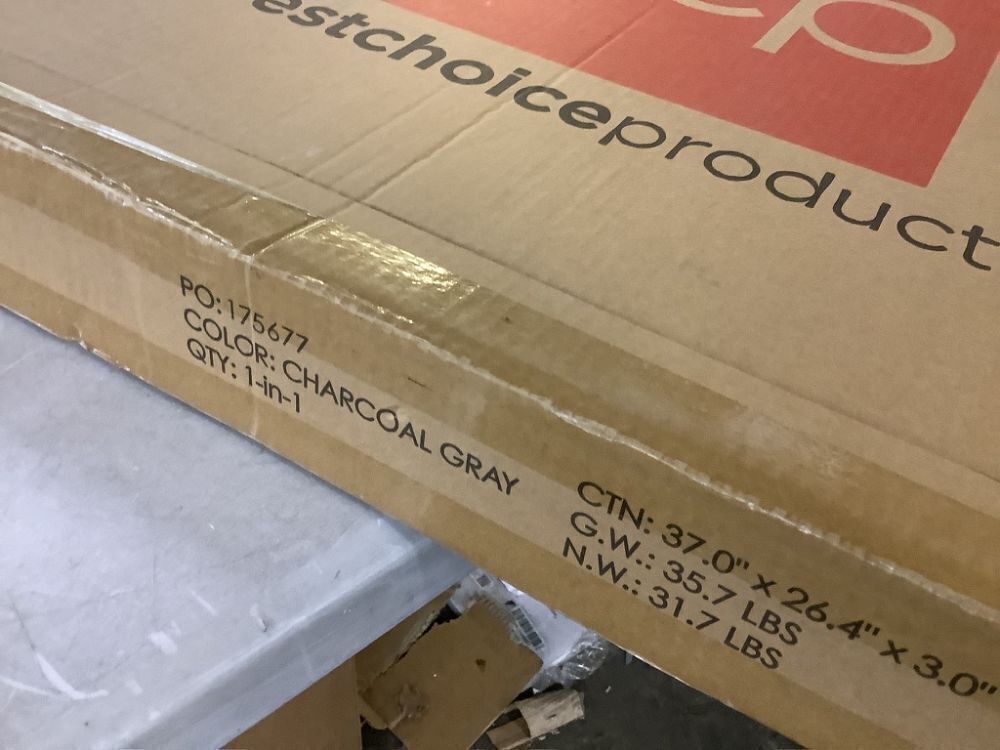 cp
estchoiceproduct
PO: 175677
COLOR: CHARCOAL GRAY
QTY: 1-in-1
CTN: 37.0" x 26.4" x 3.0"
G.W.: 35.7 LBS
N.W.: 31.7 LBS